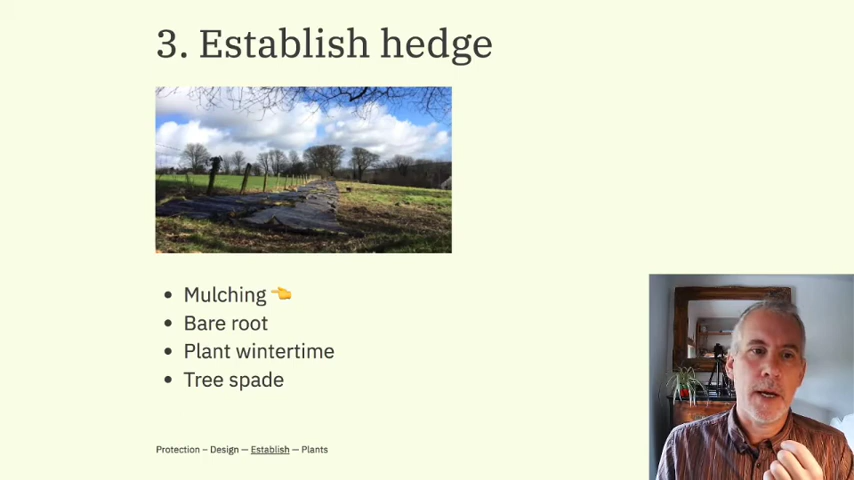 3. Establish hedge
• Mulching 👈
• Bare root
• Plant wintertime
• Tree spade
Protection – Design — Establish — Plants